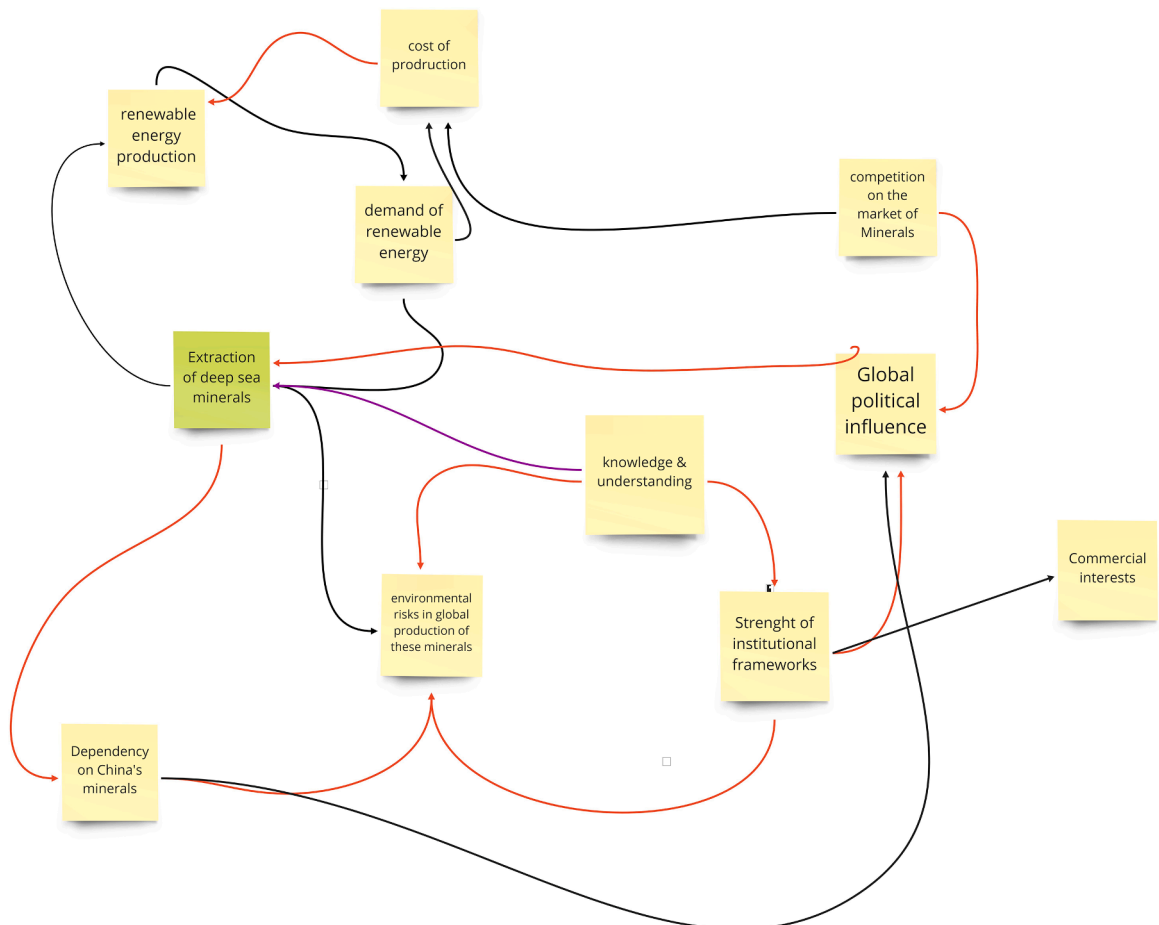 cost of
prodruction
renewable
energy
production
competition
on the
market of
Minerals
demand of
renewable
energy
Extraction
of deep sea
minerals
Global
political
influence
knowledge &
understanding
Commercial
interests
environmental
risks in global
production of
these minerals
Strenght of
institutional
frameworks
Dependency
on China's
minerals